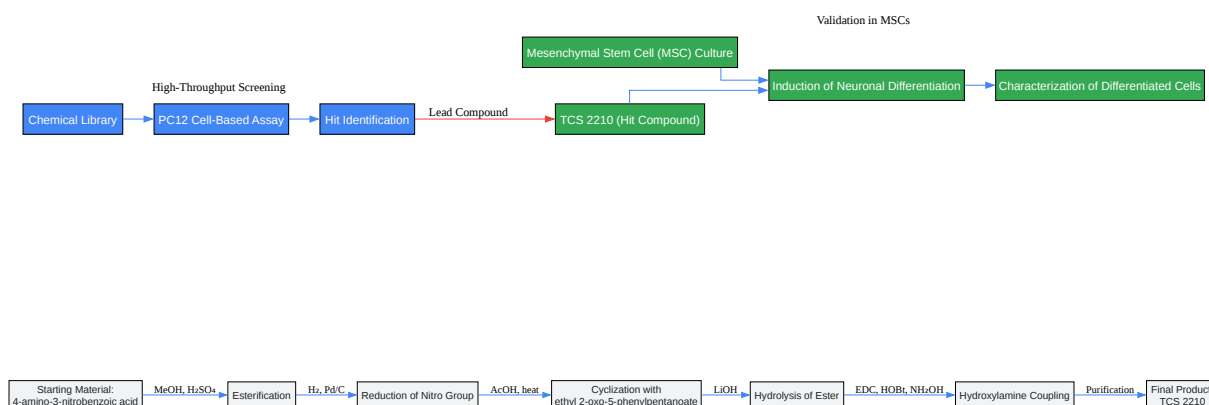 Validation in MSCs
Mesenchymal Stem Cell (MSC) Culture
High-Throughput Screening
Induction of Neuronal Differentiation
Characterization of Differentiated Cells
Chemical Library
PC12 Cell-Based Assay
Hit Identification
Lead Compound
TCS 2210 (Hit Compound)
Starting Material:
4-amino-3-nitrobenzoic acid
MeOH, H₂SO₄
Esterification
H₂, Pd/C
Reduction of Nitro Group
AcOH, heat
Cyclization with
ethyl 2-oxo-5-phenylpentanoate
LiOH
Hydrolysis of Ester
EDC, HOBt, NH₂OH
Hydroxylamine Coupling
Purification
Final Product
TCS 2210